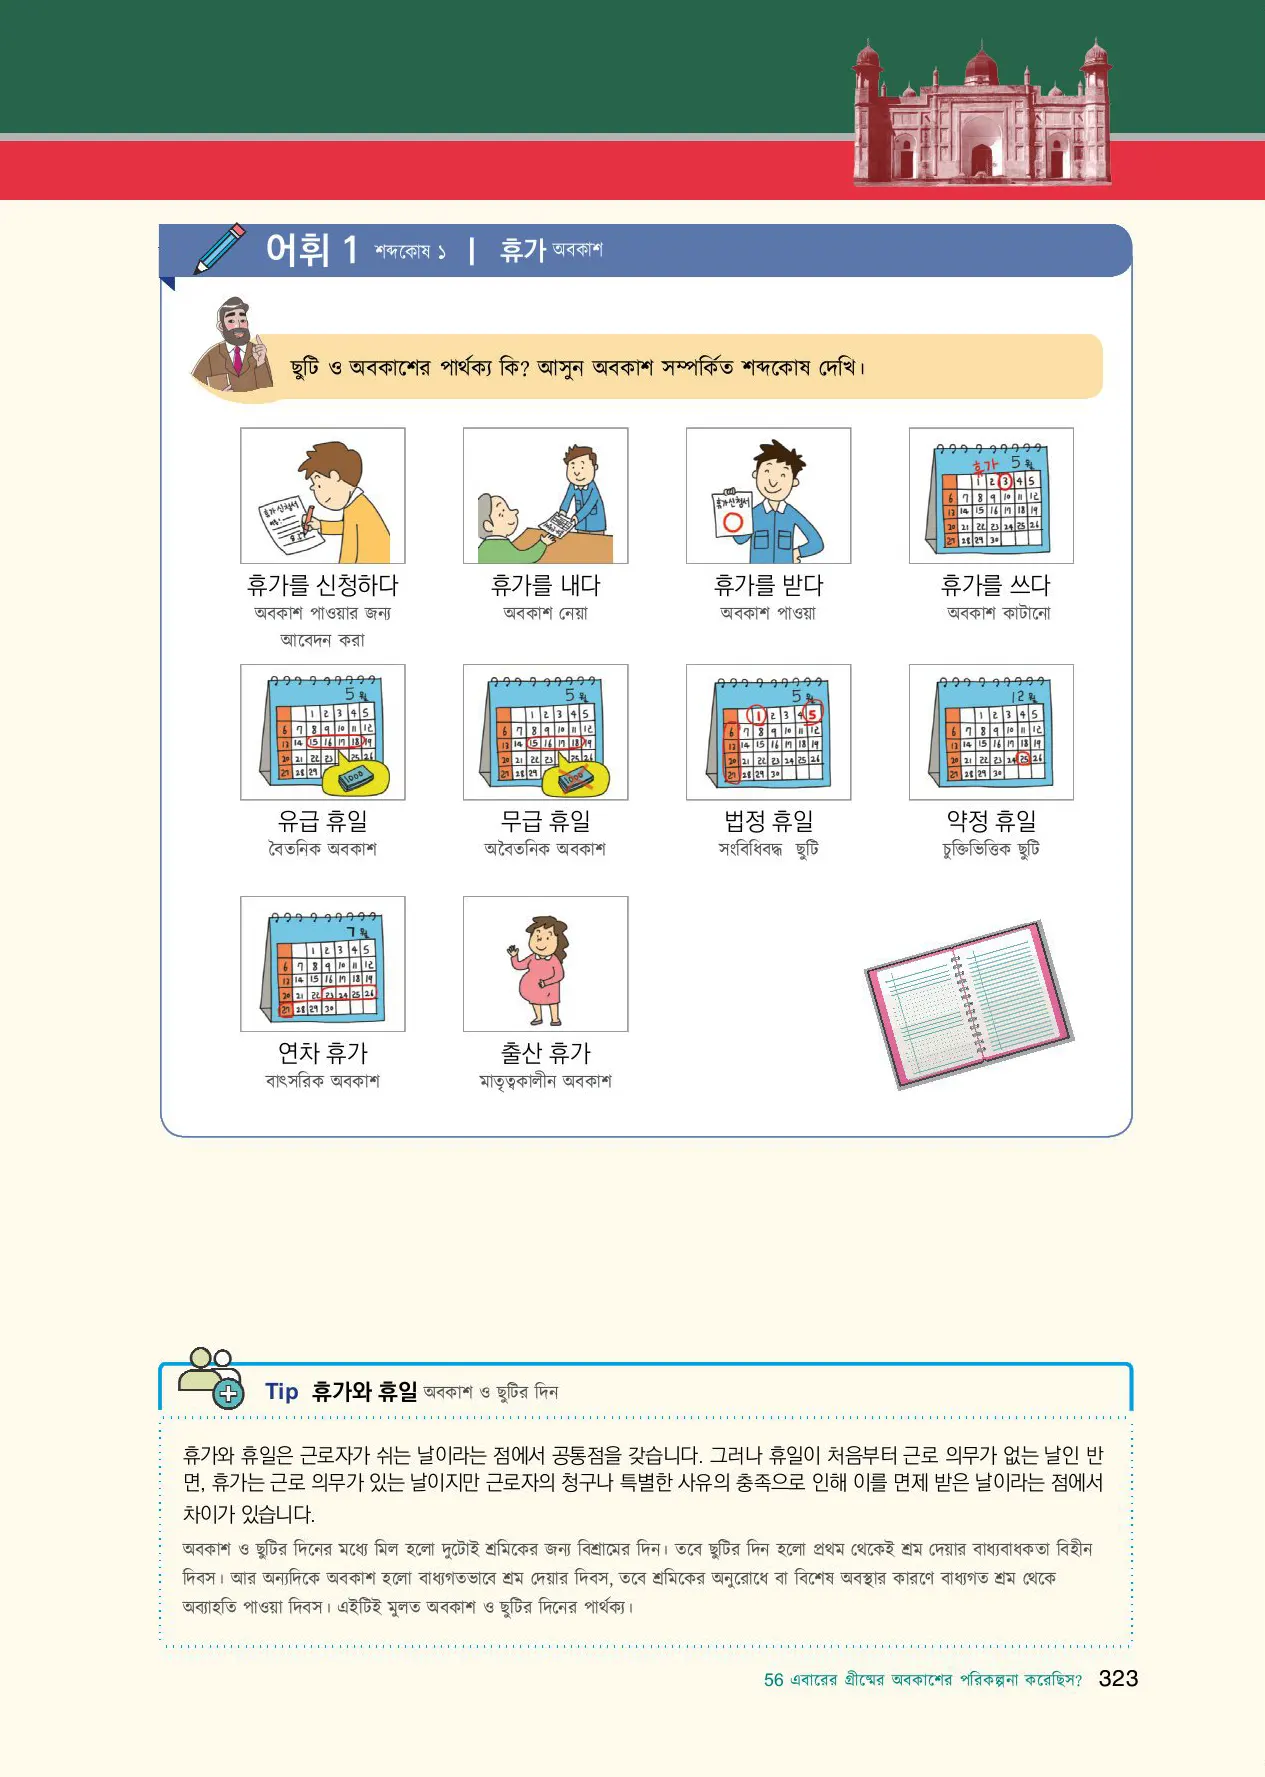 어휘 1 শব্দকোষ ১ | 휴가 অবকাশ
ছুটি ও অবকাশের পার্থক্য কি? আসুন অবকাশ সম্পর্কিত শব্দকোষ দেখি।
휴가를 신청하다 휴가를 내다 휴가를 받다 휴가를 쓰다
অবকাশ পাওয়ার জন্য অবকাশ নেয়া অবকাশ পাওয়া অবকাশ কাটানো
আবেদন করা
유급 휴일 무급 휴일 법정 휴일 약정 휴일
বৈতনিক অবকাশ অবৈতনিক অবকাশ সংবিধিবদ্ধ ছুটি চুক্তিভিত্তিক ছুটি
연차 휴가 출산 휴가
বাৎসরিক অবকাশ মাতৃত্বকালীন অবকাশ
Tip 휴가와 휴일 অবকাশ ও ছুটির দিন
휴가와 휴일은 근로자가 쉬는 날이라는 점에서 공통점을 갖습니다. 그러나 휴일이 처음부터 근로 의무가 없는 날인 반
면, 휴가는 근로 의무가 있는 날이지만 근로자의 청구나 특별한 사유의 충족으로 인해 이를 면제 받은 날이라는 점에서
차이가 있습니다.
অবকাশ ও ছুটির দিনের মধ্যে মিল হলো দুটোই শ্রমিকের জন্য বিশ্রামের দিন। তবে ছুটির দিন হলো প্রথম থেকেই শ্রম দেয়ার বাধ্যবাধকতা বিহীন
দিবস। আর অন্যদিকে অবকাশ হলো বাধ্যগতভাবে শ্রম দেয়ার দিবস, তবে শ্রমিকের অনুরোধে বা বিশেষ অবস্থার কারণে বাধ্যগত শ্রম থেকে
অব্যাহতি পাওয়া দিবস। এইটিই মুলত অবকাশ ও ছুটির দিনের পার্থক্য।
56 এবারের গ্রীষ্মের অবকাশের পরিকল্পনা করেছিস? 323